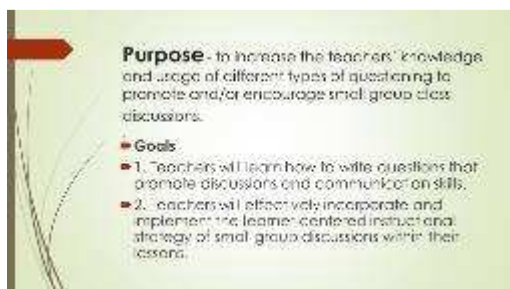 Purpose - to increase the teachers' knowledge
and usage of different types of questioning to
promote and/or encourage small group class
discussions.
Goals
1. Teachers will learn how to write questions that
promote discussions and communication skills.
2. Teachers will effectively incorporate and
implement the learner-centered instructional
strategy of small group discussions within their
lessons.